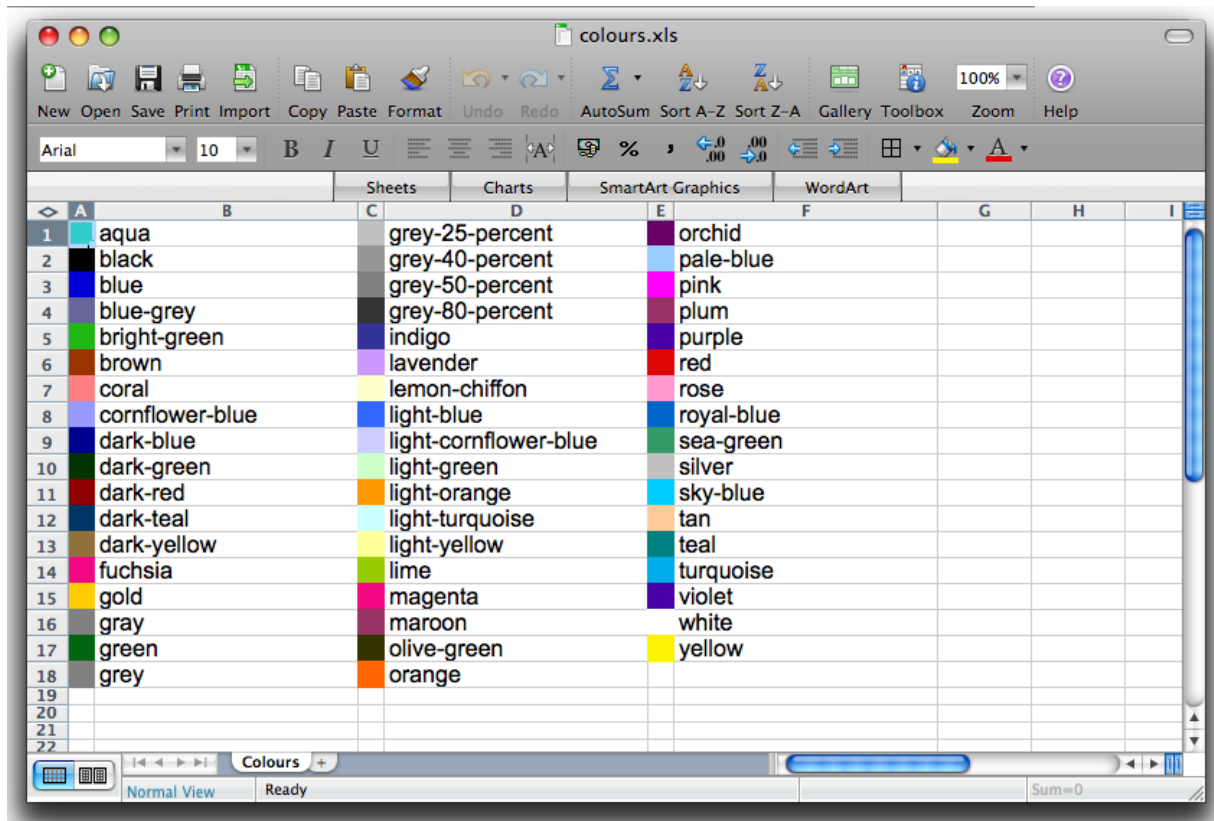 colours.xls
New Open Save Print Import Copy Paste Format Undo Redo AutoSum Sort A-Z Sort Z-A Gallery Toolbox 100% Zoom Help
Arial 10 B I U A % , .0 .00 .00 .0 A
Sheets Charts SmartArt Graphics WordArt
A B C D E F G H I
1 aqua grey-25-percent orchid
2 black grey-40-percent pale-blue
3 blue grey-50-percent pink
4 blue-grey grey-80-percent plum
5 bright-green indigo purple
6 brown lavender red
7 coral lemon-chiffon rose
8 cornflower-blue light-blue royal-blue
9 dark-blue light-cornflower-blue sea-green
10 dark-green light-green silver
11 dark-red light-orange sky-blue
12 dark-teal light-turquoise tan
13 dark-yellow light-yellow teal
14 fuchsia lime turquoise
15 gold magenta violet
16 gray maroon white
17 green olive-green yellow
18 grey orange
19
20
21
22
Colours +
Normal View Ready Sum=0